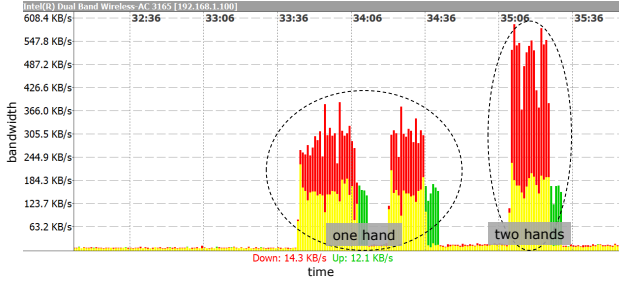 Intel(R) Dual Band Wireless-AC 3165 [192.168.1.100]
608.4 KB/s 32:36 33:06 33:36 34:06 34:36 35:06 35:36
547.8 KB/s
487.2 KB/s
426.6 KB/s
366.0 KB/s
305.5 KB/s
244.9 KB/s
184.3 KB/s
123.7 KB/s
63.2 KB/s
bandwidth
one hand two hands
Down: 14.3 KB/s Up: 12.1 KB/s
time